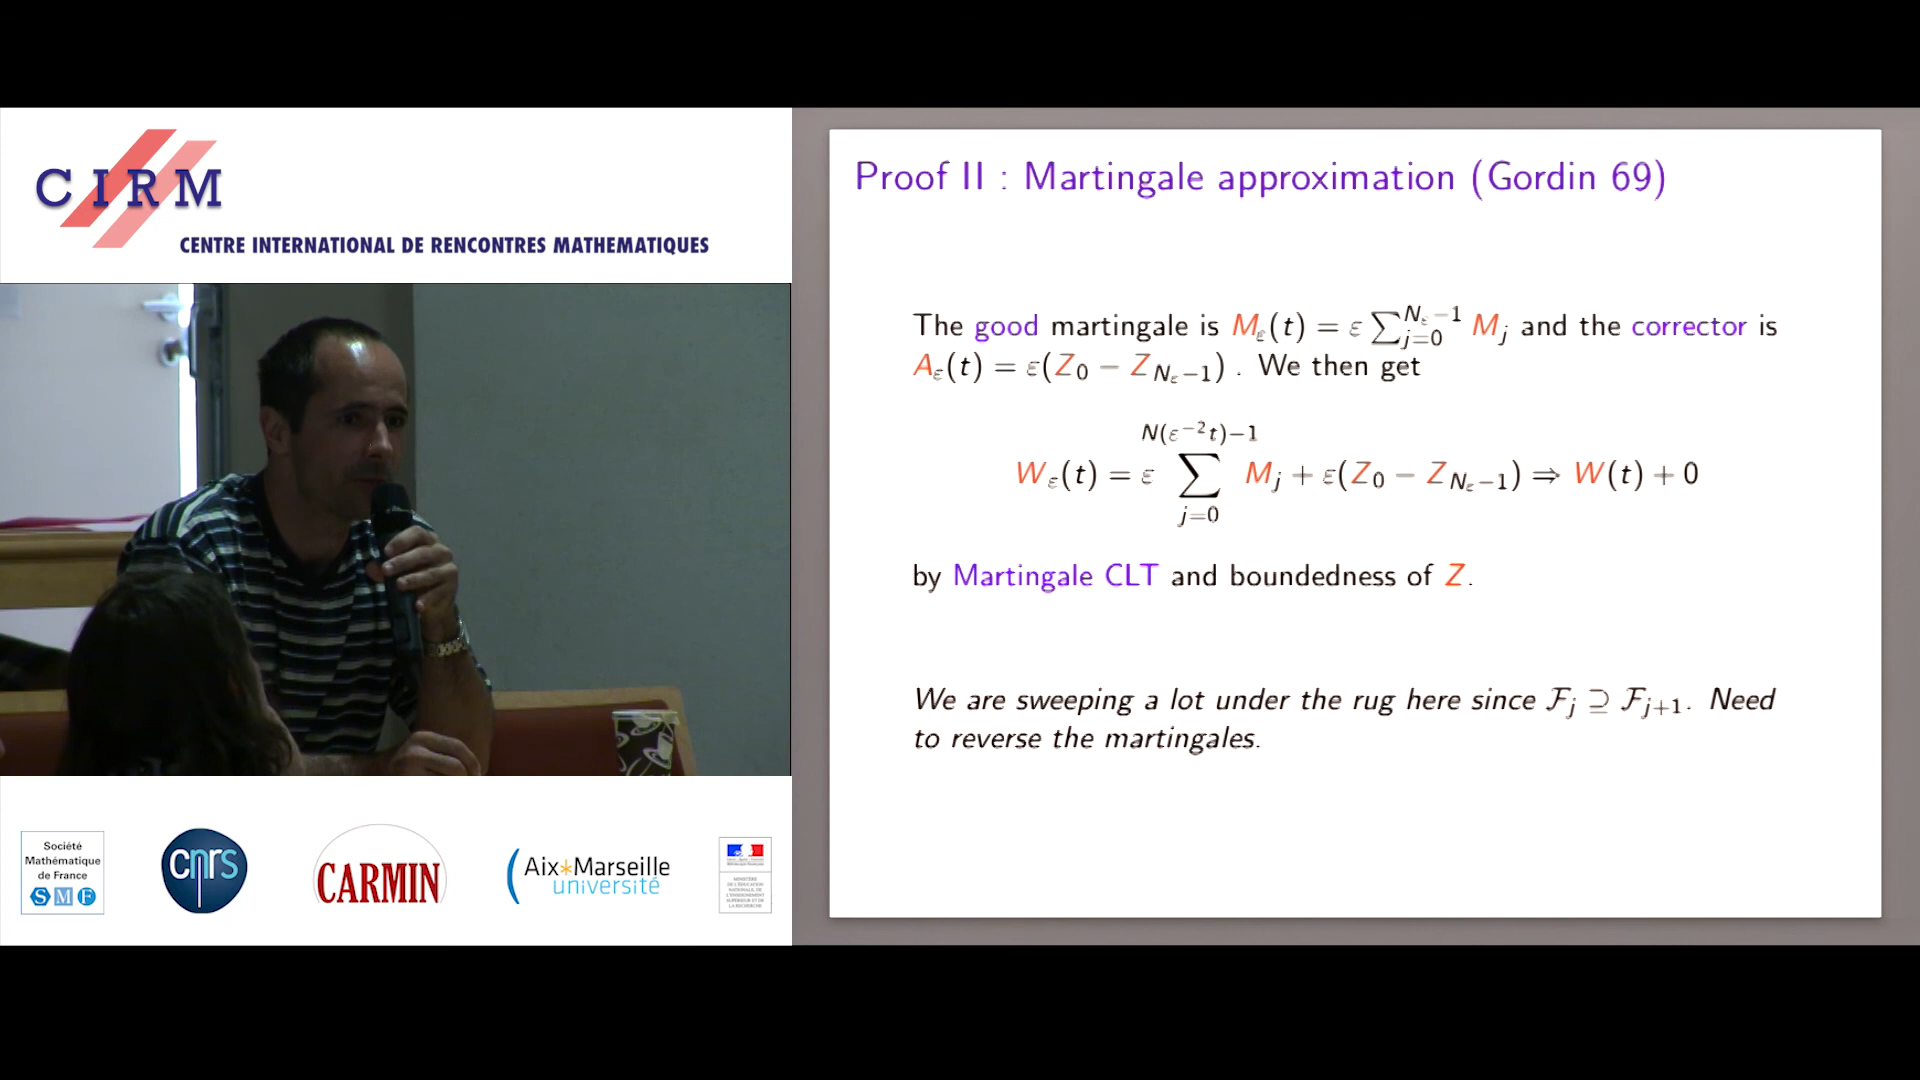 CIRM
CENTRE INTERNATIONAL DE RENCONTRES MATHEMATIQUES
Société
Mathématique
de France
SMF
cnrs
CARMIN
Aix*Marseille
université
Proof II : Martingale approximation (Gordin 69)
The good martingale is M_ε(t) = ε ∑_{j=0}^{N_ε−1} M_j and the corrector is
A_ε(t) = ε(Z_0 − Z_{N_ε−1}) . We then get
W_ε(t) = ε ∑_{j=0}^{N(ε^{−2}t)−1} M_j + ε(Z_0 − Z_{N_ε−1}) ⇒ W(t) + 0
by Martingale CLT and boundedness of Z.
We are sweeping a lot under the rug here since F_j ⊇ F_{j+1}. Need
to reverse the martingales.